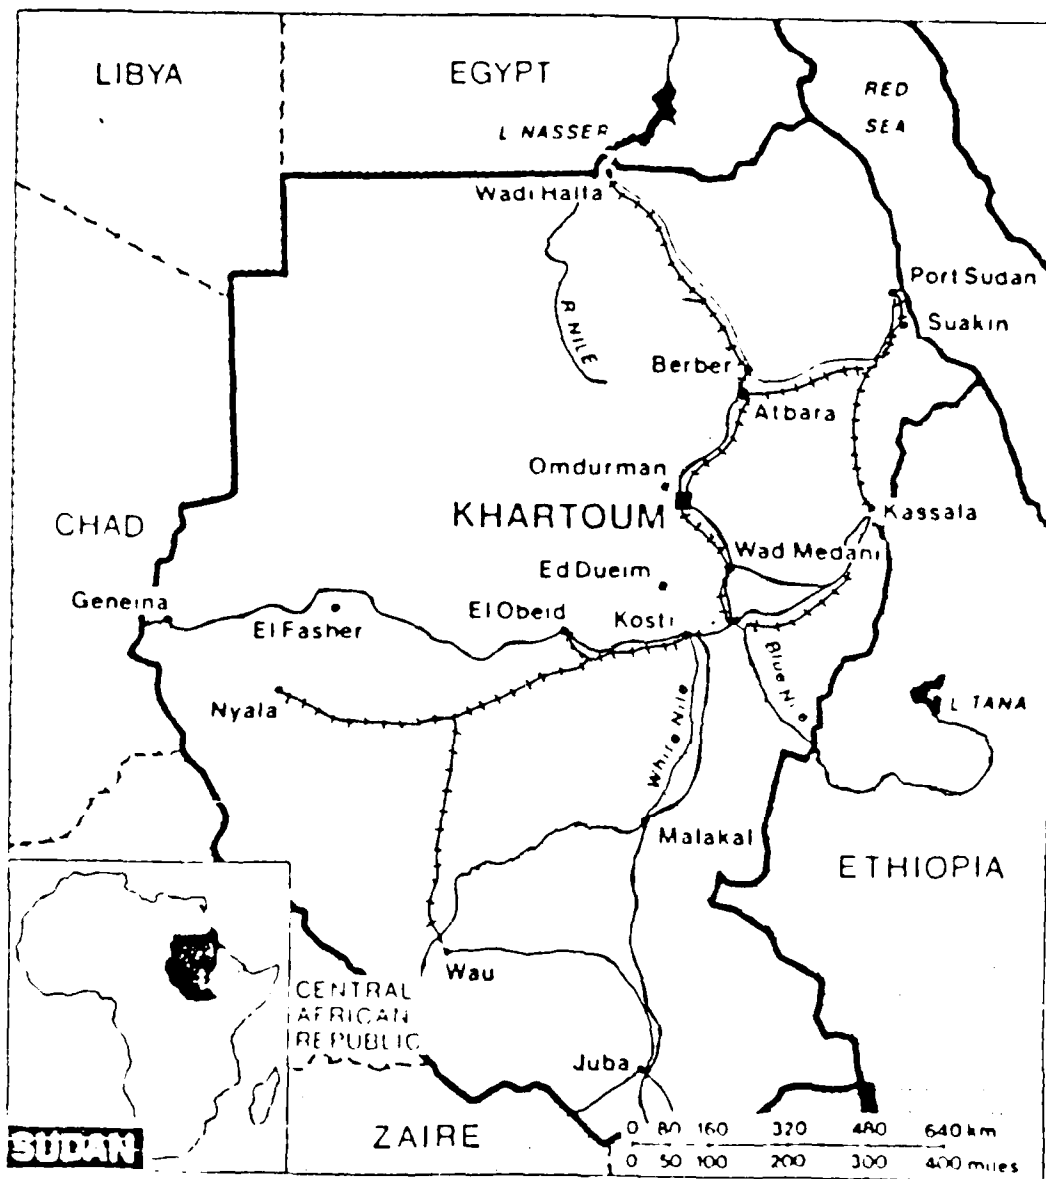 LIBYA
EGYPT
RED
SEA
L NASSER
Wadi Halfa
Port Sudan
Suakin
R NILE
Berber
Atbara
Omdurman
KHARTOUM
Kassala
CHAD
Wad Medani
Ed Dueim
Geneina
El Obeid
Kosti
El Fasher
Blue Nile
Nyala
White Nile
L TANA
Malakal
ETHIOPIA
Wau
CENTRAL
AFRICAN
REPUBLIC
Juba
ZAIRE
SUDAN
0 80 160 320 480 640 km
0 50 100 200 300 400 miles